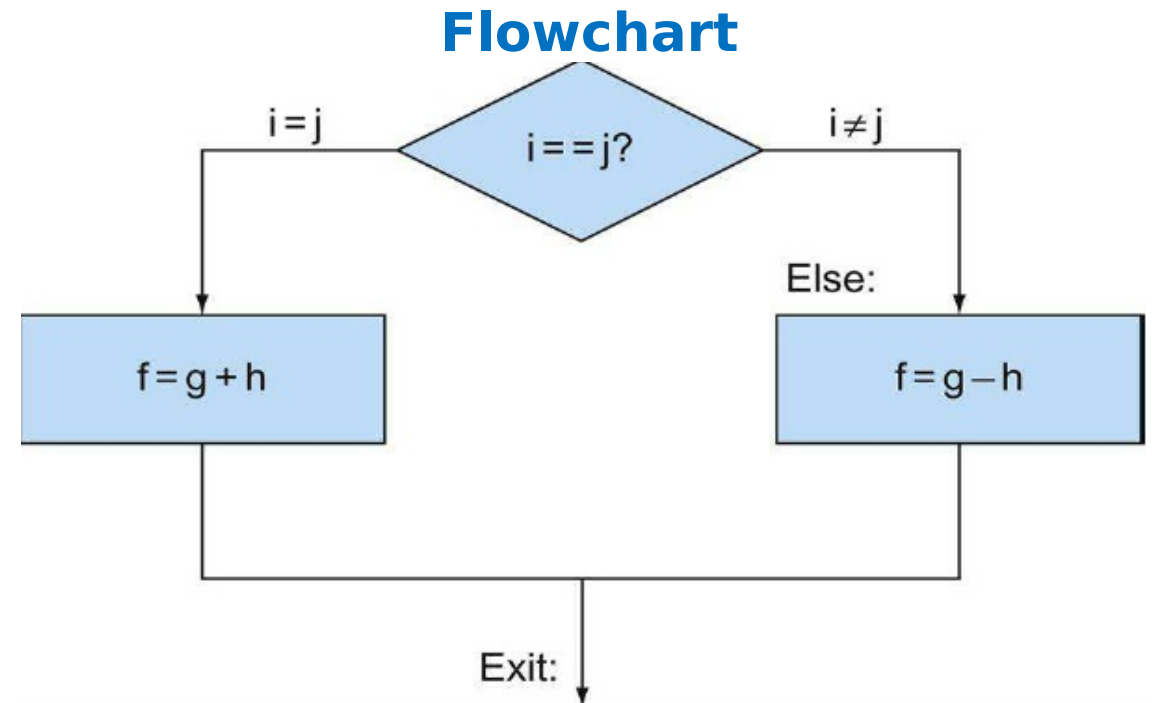 Flowchart
i=j
i==j?
i≠j
Else:
f=g+h
f=g–h
Exit: